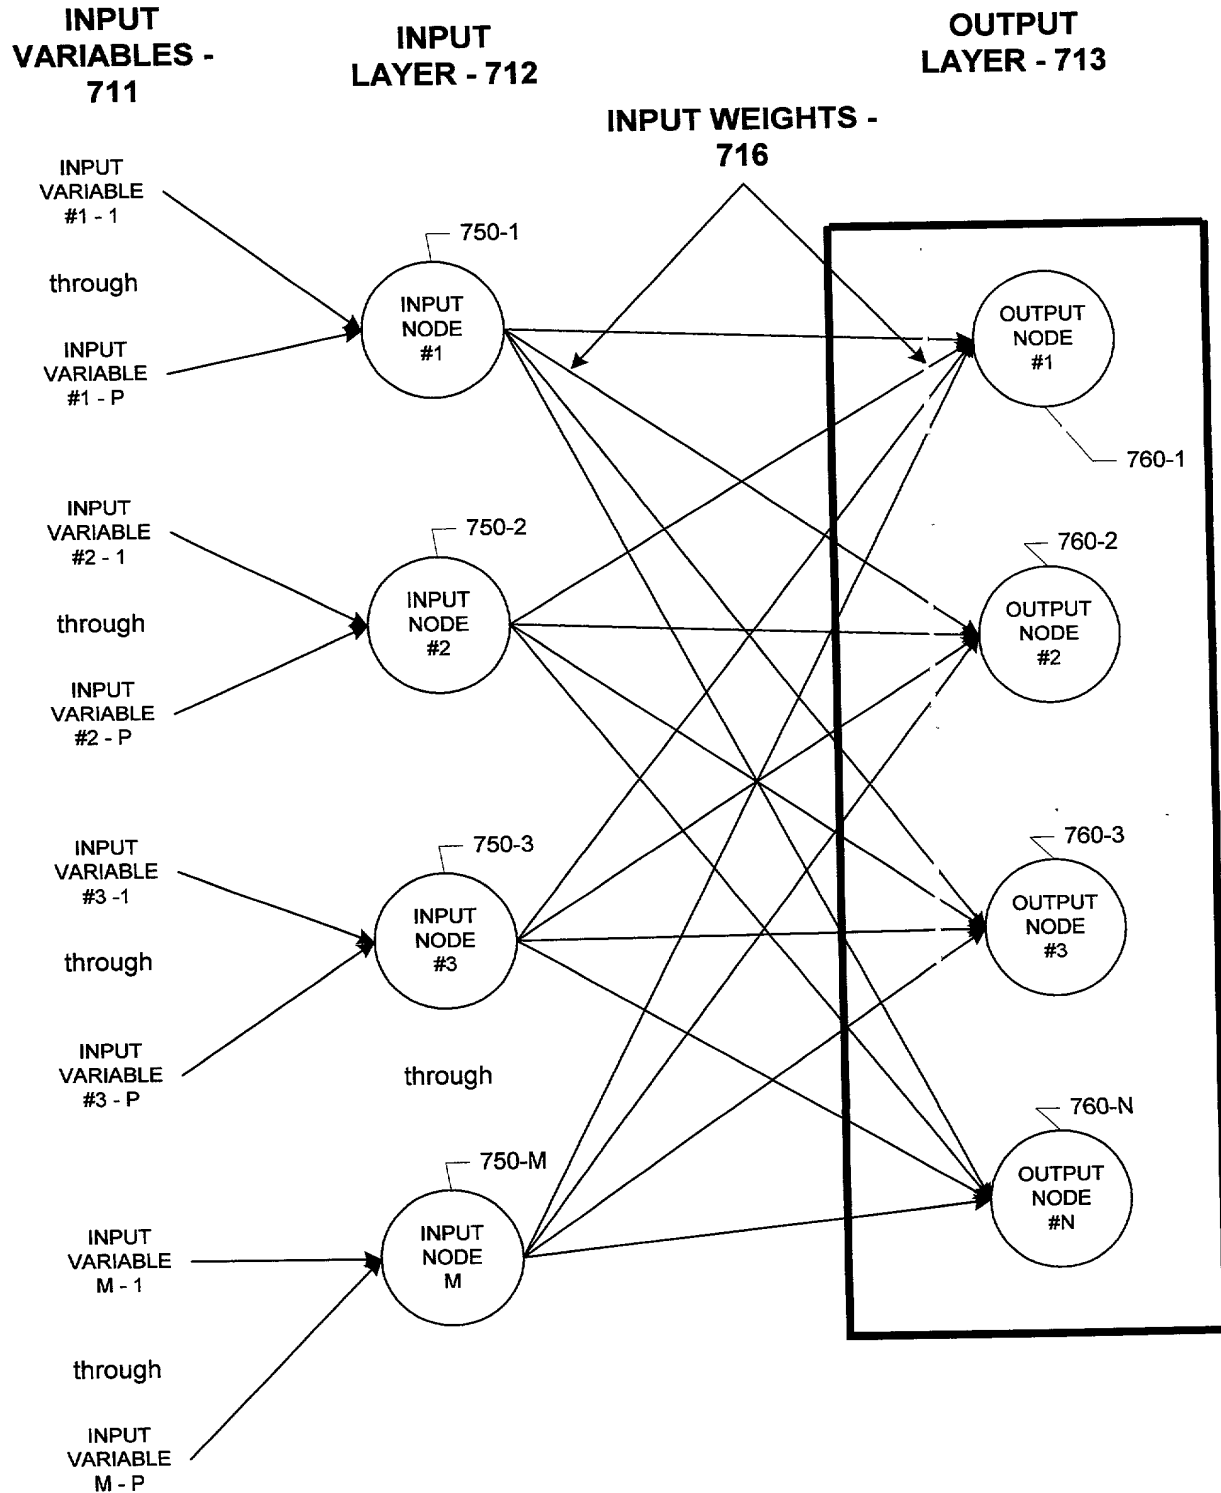 INPUT
VARIABLES -
711
INPUT
LAYER - 712
OUTPUT
LAYER - 713
INPUT WEIGHTS -
716
INPUT
VARIABLE
#1 - 1
through
INPUT
VARIABLE
#1 - P
750-1
INPUT
NODE
#1
OUTPUT
NODE
#1
760-1
INPUT
VARIABLE
#2 - 1
through
INPUT
VARIABLE
#2 - P
750-2
INPUT
NODE
#2
760-2
OUTPUT
NODE
#2
INPUT
VARIABLE
#3 -1
through
INPUT
VARIABLE
#3 - P
750-3
INPUT
NODE
#3
through
760-3
OUTPUT
NODE
#3
750-M
INPUT
NODE
M
760-N
OUTPUT
NODE
#N
INPUT
VARIABLE
M - 1
through
INPUT
VARIABLE
M - P